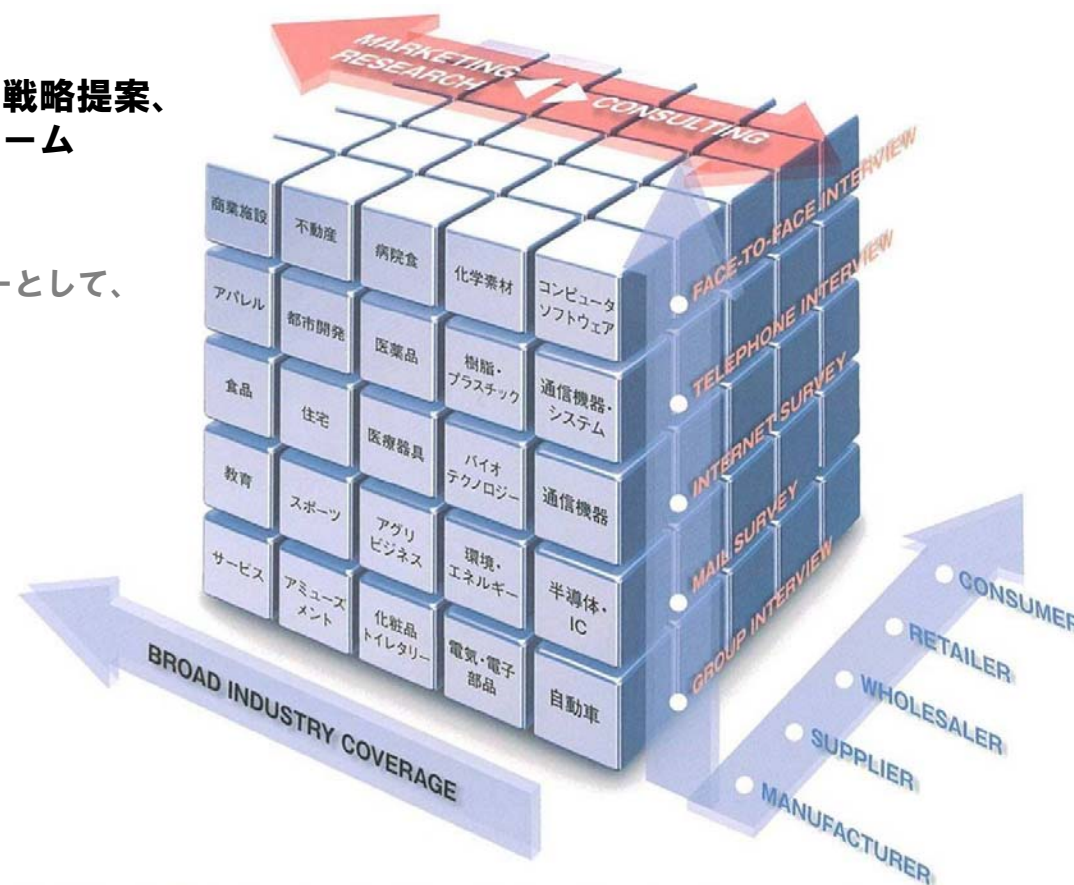 戦略提案、
ーム
ーとして、
MARKETING
RESEARCH
CONSULTING
商業施設
不動産
病院食
化学素材
コンピュータ
ソフトウェア
アパレル
都市開発
医薬品
樹脂・
プラスチック
通信機器・
システム
食品
住宅
医療器具
バイオ
テクノロジー
通信機器
教育
スポーツ
アグリ
ビジネス
環境・
エネルギー
半導体・
IC
サービス
アミューズ
メント
化粧品
トイレタリー
電気・電子
部品
自動車
FACE-TO-FACE INTERVIEW
TELEPHONE INTERVIEW
INTERNET SURVEY
MAIL SURVEY
GROUP INTERVIEW
BROAD INDUSTRY COVERAGE
CONSUMER
RETAILER
WHOLESALER
SUPPLIER
MANUFACTURER